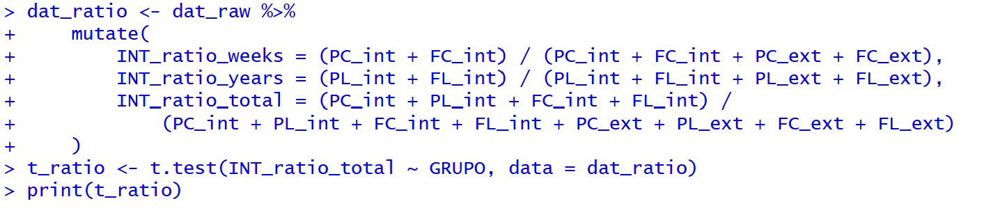 > dat_ratio <- dat_raw %>%
+     mutate(
+         INT_ratio_weeks = (PC_int + FC_int) / (PC_int + FC_int + PC_ext + FC_ext),
+         INT_ratio_years = (PL_int + FL_int) / (PL_int + FL_int + PL_ext + FL_ext),
+         INT_ratio_total = (PC_int + PL_int + FC_int + FL_int) /
+             (PC_int + PL_int + FC_int + FL_int + PC_ext + PL_ext + FC_ext + FL_ext)
+     )
> t_ratio <- t.test(INT_ratio_total ~ GRUPO, data = dat_ratio)
> print(t_ratio)